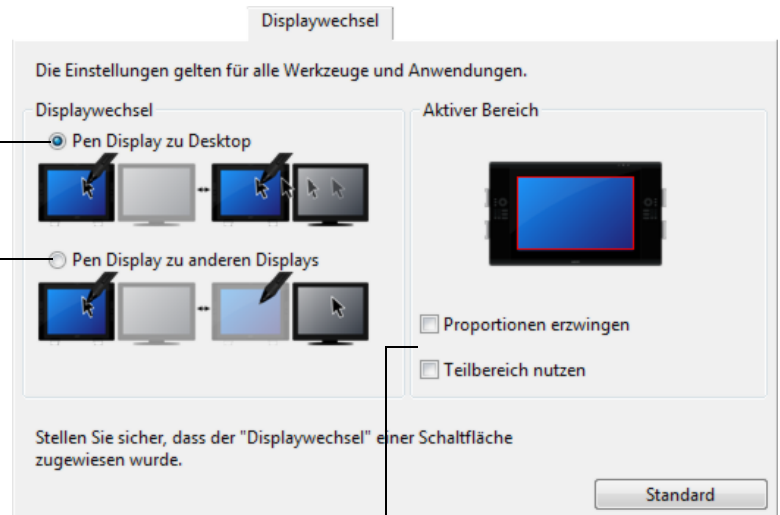 Displaywechsel
Die Einstellungen gelten für alle Werkzeuge und Anwendungen.
Displaywechsel
Pen Display zu Desktop
Pen Display zu anderen Displays
Aktiver Bereich
Proportionen erzwingen
Teilbereich nutzen
Stellen Sie sicher, dass der "Displaywechsel" einer Schaltfläche
zugewiesen wurde.
Standard